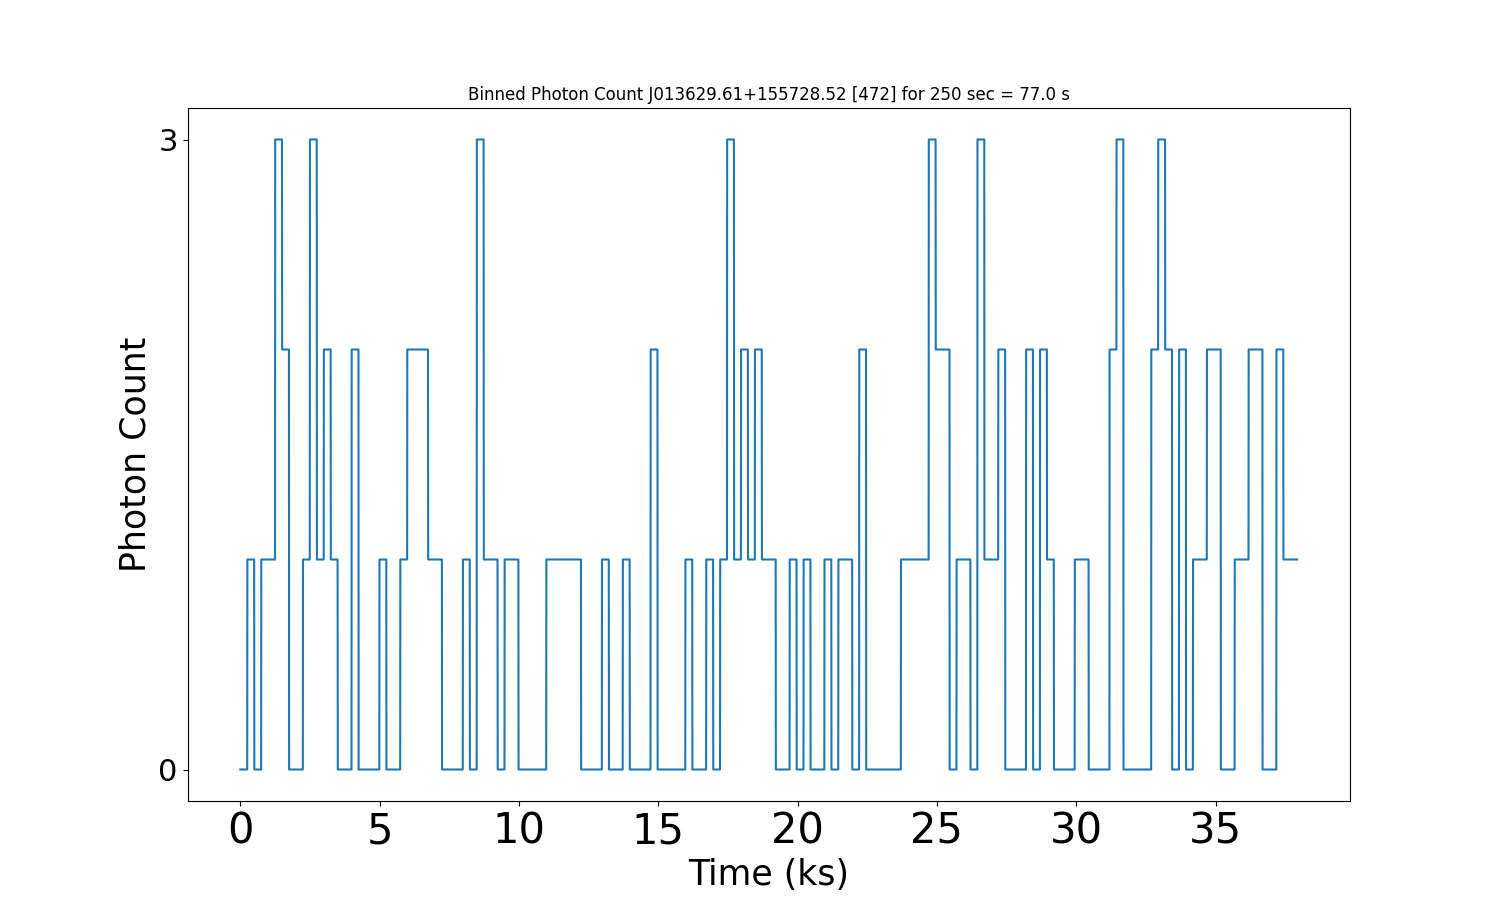 Binned Photon Count J013629.61+155728.52 [472] for 250 sec = 77.0 s
3
Photon Count
0
0 5 10 15 20 25 30 35
Time (ks)